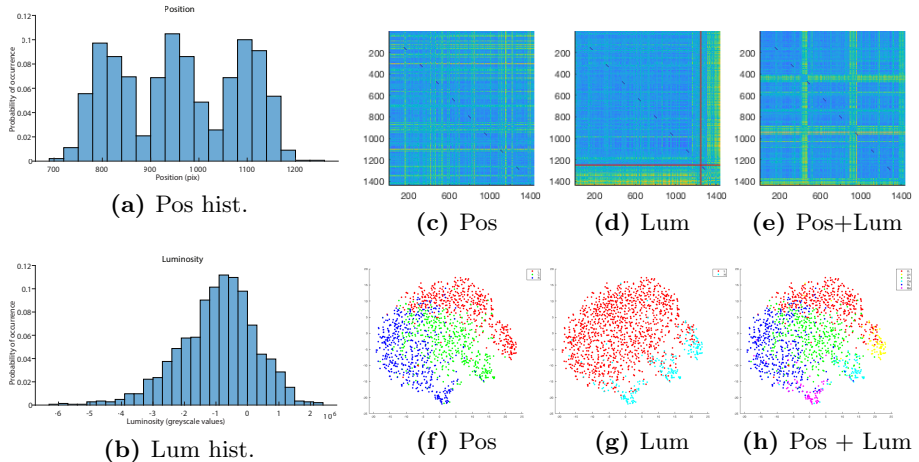 Position
0.12
0.1
0.08
0.06
0.04
0.02
0
Probability of occurrence
700 800 900 1000 1100 1200
Position (pix)
(a) Pos hist.
Luminosity
0.12
0.1
0.08
0.06
0.04
0.02
0
Probability of occurrence
-6 -5 -4 -3 -2 -1 0 1 2 10⁶
Luminosity (greyscale values)
(b) Lum hist.
200
400
600
800
1000
1200
1400
200 600 1000 1400
(c) Pos
200
400
600
800
1000
1200
1400
200 600 1000 1400
(d) Lum
200
400
600
800
1000
1200
1400
200 600 1000 1400
(e) Pos+Lum
(f) Pos
(g) Lum
(h) Pos + Lum